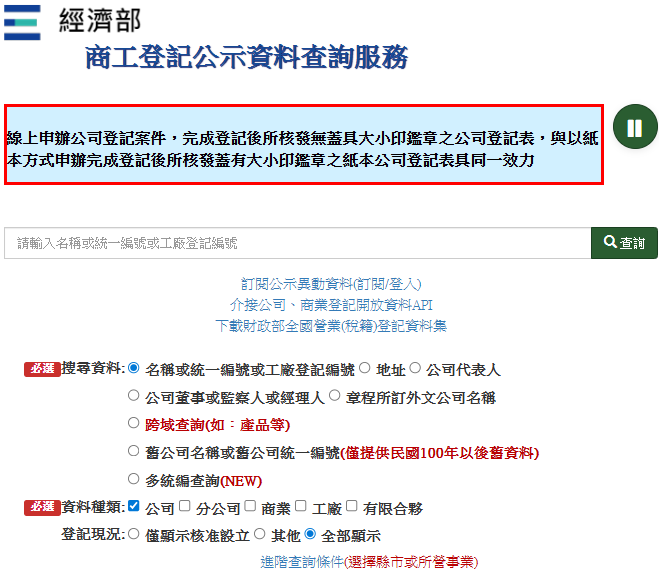 經濟部
商工登記公示資料查詢服務
線上申辦公司登記案件，完成登記後所核發無蓋具大小印鑑章之公司登記表，與以紙
本方式申辦完成登記後所核發蓋有大小印鑑章之紙本公司登記表具同一效力
請輸入名稱或統一編號或工廠登記編號 查詢
訂閱公示異動資料(訂閱/登入)
介接公司、商業登記開放資料API
下載財政部全國營業(稅籍)登記資料集
必選 搜尋資料: 名稱或統一編號或工廠登記編號 地址 公司代表人
公司董事或監察人或經理人 章程所訂外文公司名稱
跨域查詢(如：產品等)
舊公司名稱或舊公司統一編號(僅提供民國100年以後舊資料)
多統編查詢(NEW)
必選 資料種類: 公司 分公司 商業 工廠 有限合夥
登記現況: 僅顯示核准設立 其他 全部顯示
進階查詢條件(選擇縣市或所營事業)